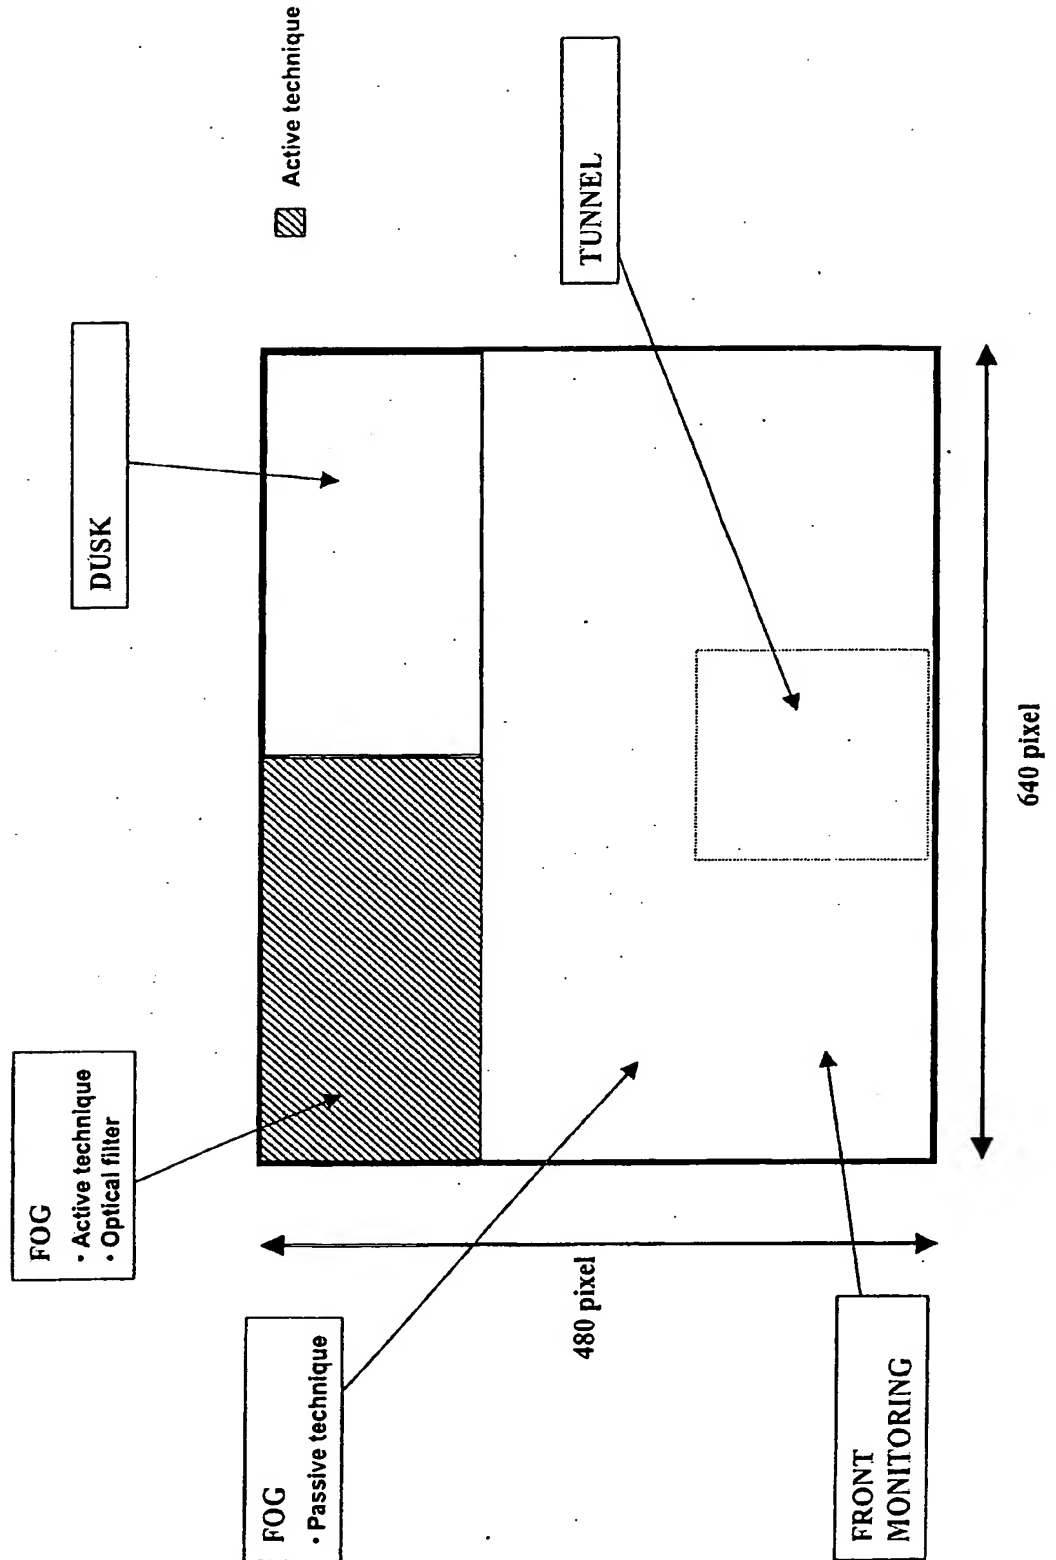 FOG
• Active technique
• Optical filter
DUSK
Active technique
FOG
• Passive technique
TUNNEL
480 pixel
FRONT
MONITORING
640 pixel